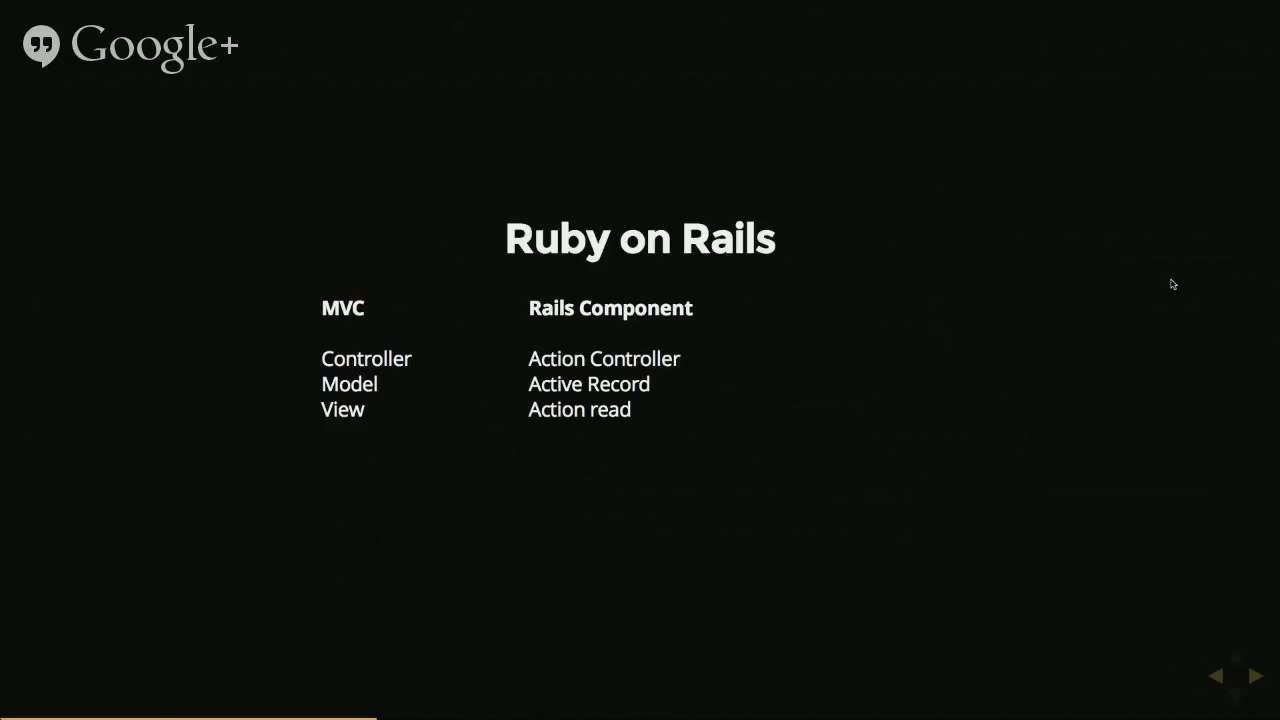 Google+
Ruby on Rails
MVC Rails Component
Controller Action Controller
Model Active Record
View Action read